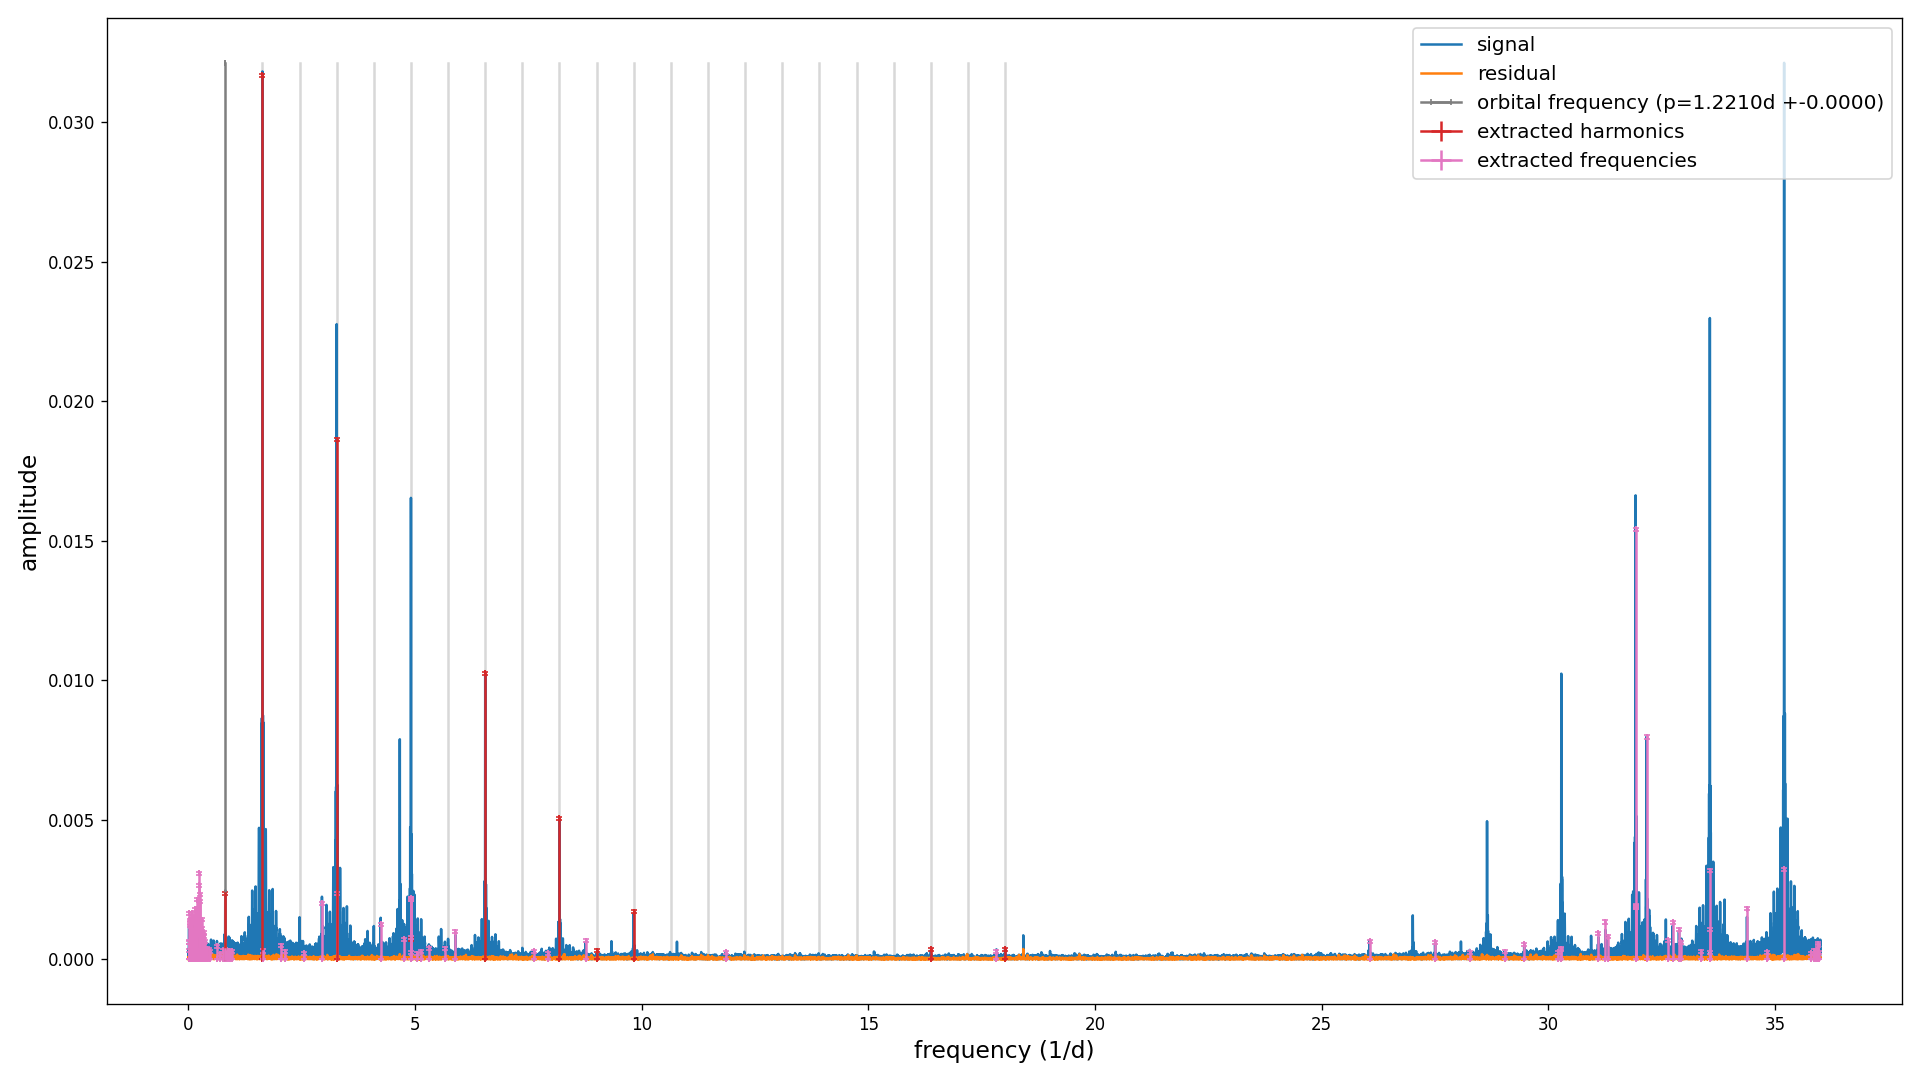 signal
residual
orbital frequency (p=1.2210d +-0.0000)
extracted harmonics
extracted frequencies
0.030
0.025
0.020
0.015
0.010
0.005
0.000
amplitude
0 5 10 15 20 25 30 35
frequency (1/d)